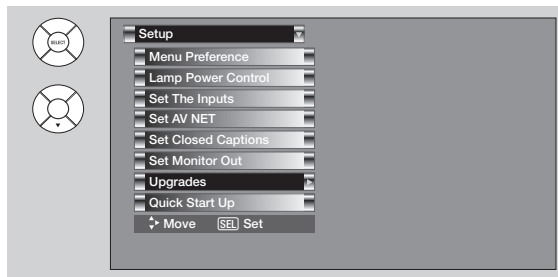 SELECT
Setup
Menu Preference
Lamp Power Control
Set The Inputs
Set AV NET
Set Closed Captions
Set Monitor Out
Upgrades
Quick Start Up
Move SEL Set